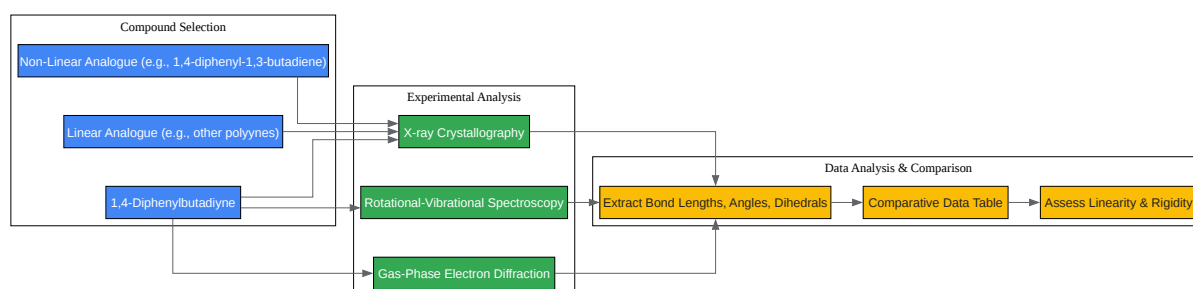 Compound Selection
Non-Linear Analogue (e.g., 1,4-diphenyl-1,3-butadiene)
Linear Analogue (e.g., other polyynes)
1,4-Diphenylbutadiyne
Experimental Analysis
X-ray Crystallography
Rotational-Vibrational Spectroscopy
Gas-Phase Electron Diffraction
Data Analysis & Comparison
Extract Bond Lengths, Angles, Dihedrals
Comparative Data Table
Assess Linearity & Rigidity